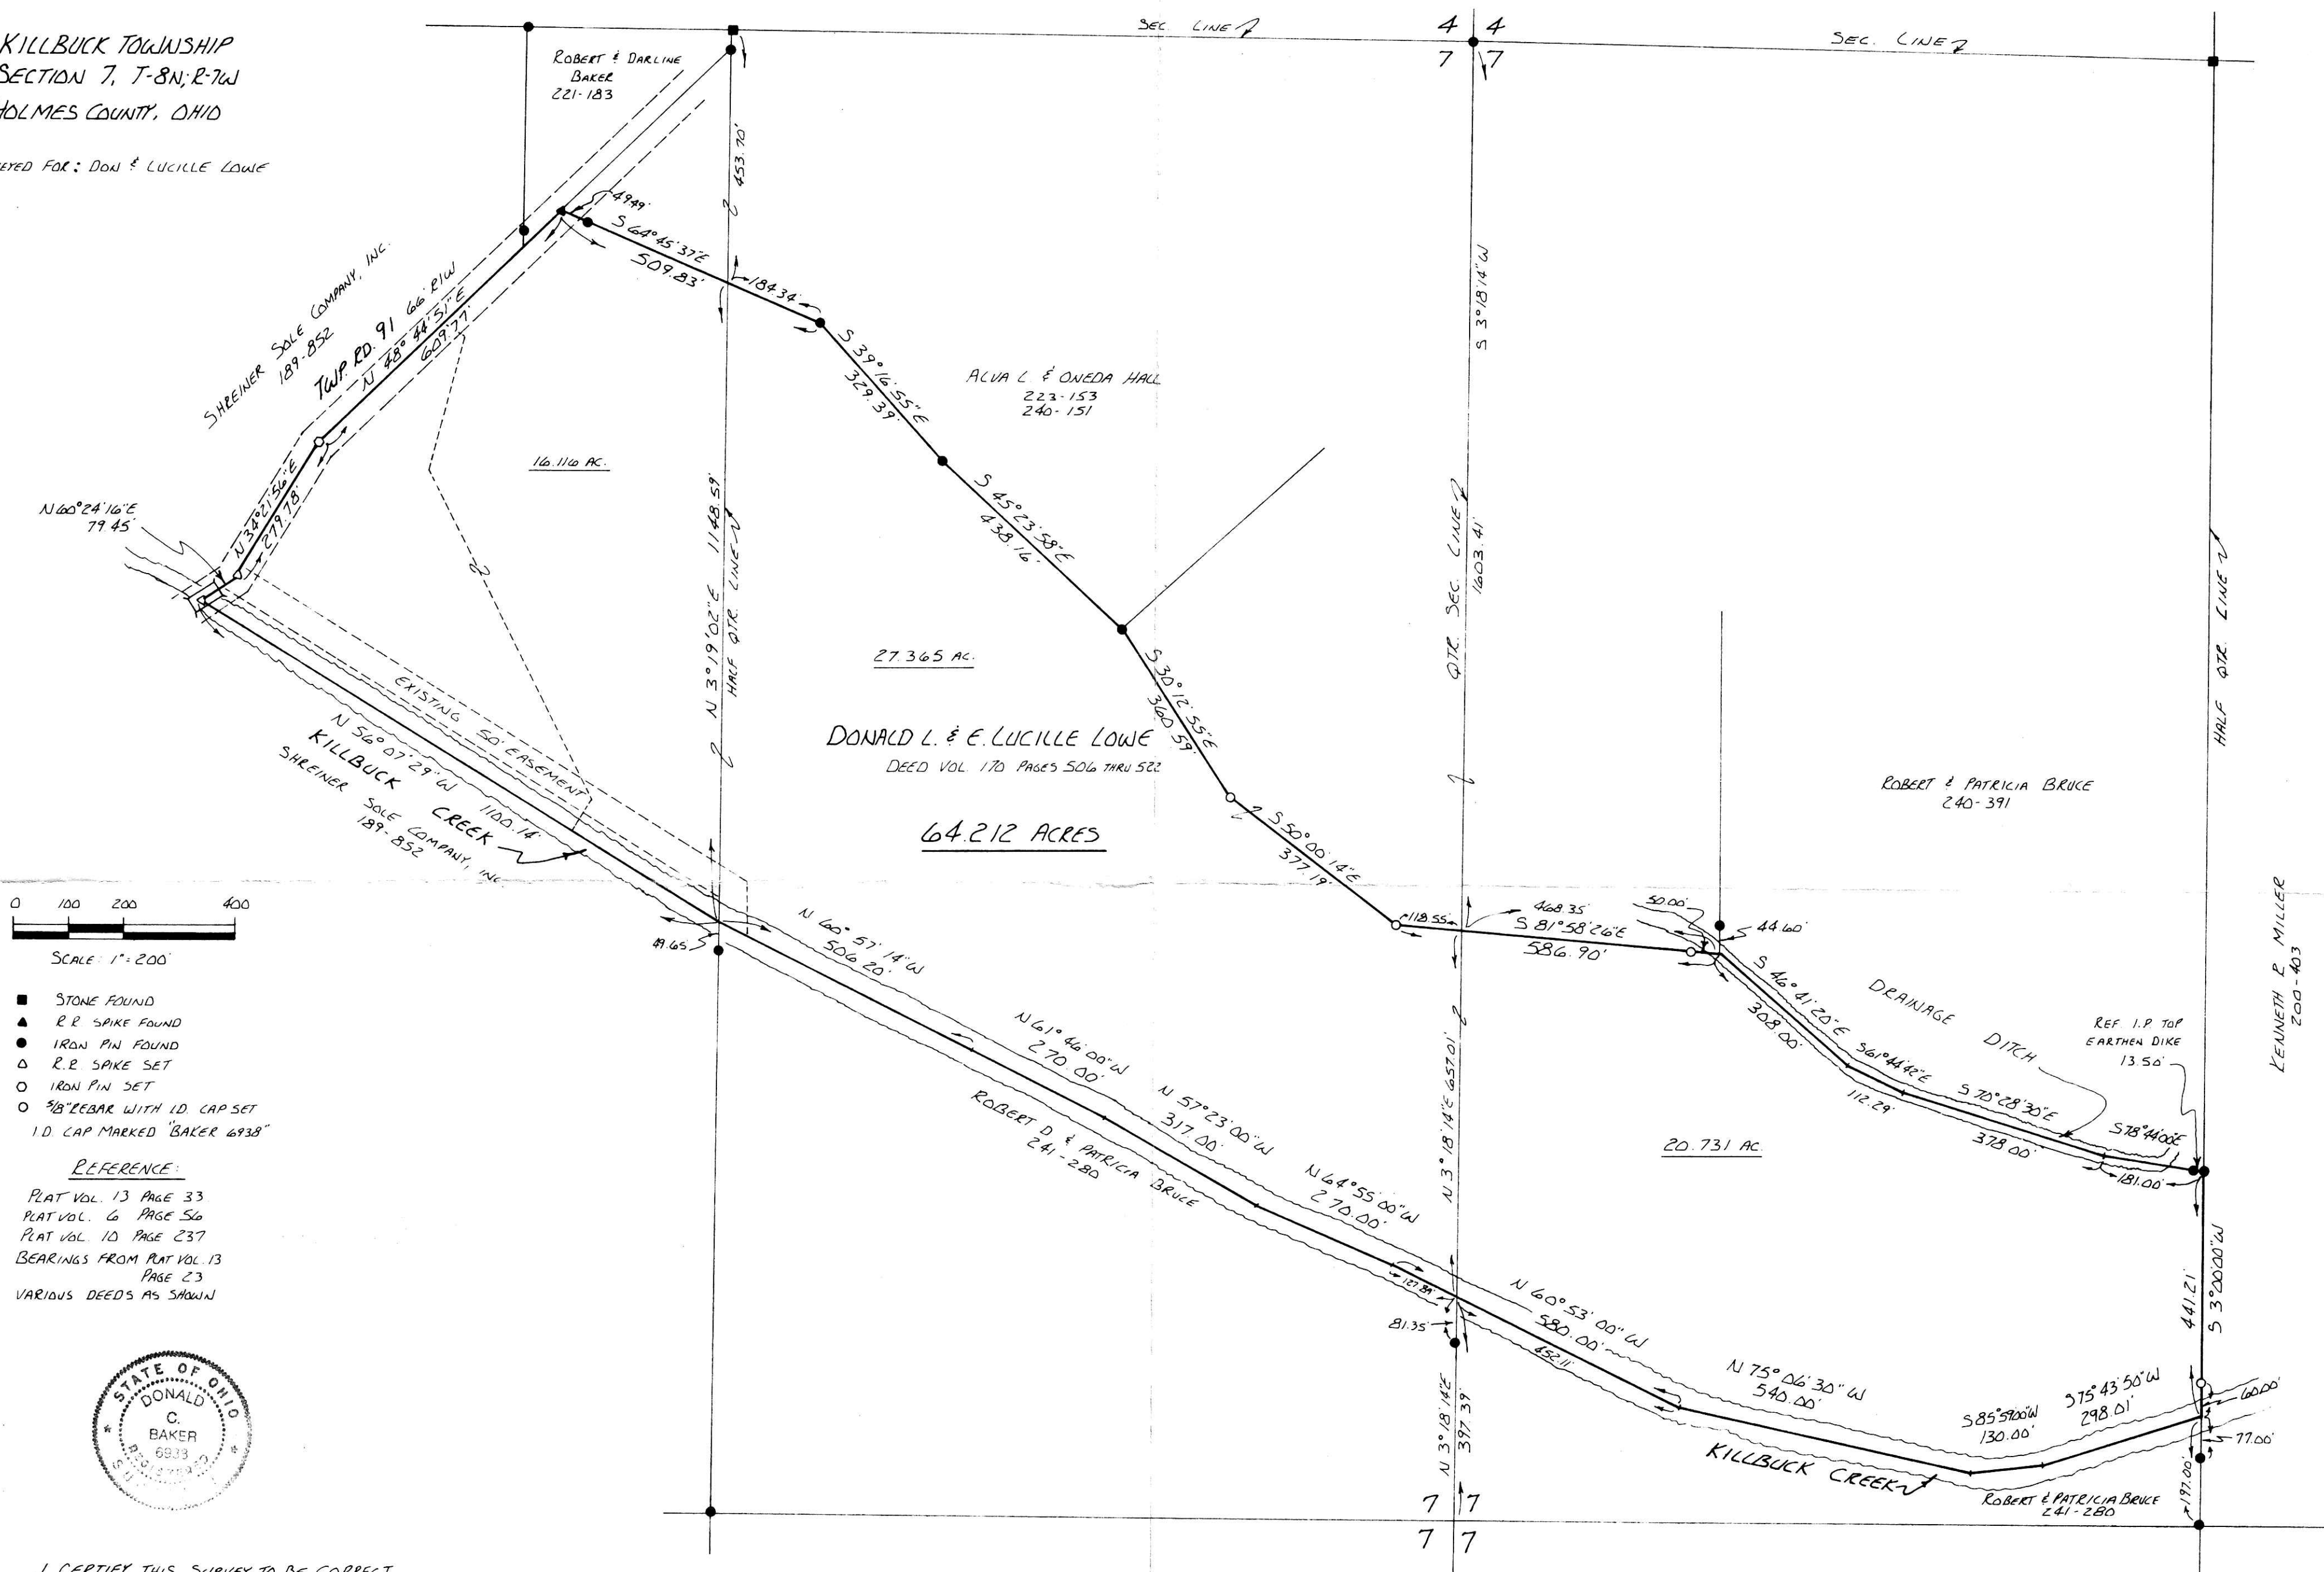 KILLBUCK TOWNSHIP
SECTION 7, T-8N; R-7W
HOLMES COUNTY, OHIO
EYED FOR: DON & LUCILLE LOWE
SEC. LINE
4 4
7 7
SEC. LINE
ROBERT & DARLINE
BAKER
221-183
453.70'
49.49'
S 64° 45' 37" E
509.83'
184.34'
SHREINER SOLE COMPANY, INC.
189-852
TWP. RD. 91 66' R/W
N 48° 44' 51" E
609.77'
S 39° 16' 55" E
329.39'
ALVA L. & ONEDA HALL
223-153
240-151
S 3° 18' 14" W
16.116 AC.
N 34° 21' 56" E
279.78'
N 60° 24' 16" E
79.45'
S 45° 23' 58" E
438.16'
N 3° 19' 02" E 1148.59'
HALF QTR. LINE
QTR. SEC. LINE
1603.41'
HALF QTR. LINE
27.365 AC.
S 30° 12' 55" E
360.59'
DONALD L. & E. LUCILLE LOWE
DEED VOL. 170 PAGES 506 THRU 522
64.212 ACRES
EXISTING 50' EASEMENT
N 56° 07' 29" W 1100.14'
KILLBUCK CREEK
SHREINER SOLE COMPANY, INC.
189-852
ROBERT & PATRICIA BRUCE
240-391
S 50° 00' 14" E
377.19'
KENNETH R MILLER
200-403
0 100 200 400
SCALE: 1"=200'
118.55'
468.35'
S 81° 58' 26" E
586.90'
50.00'
44.60'
49.65'
N 60° 57' 14" W
506.20'
S 46° 41' 20" E
308.00'
DRAINAGE DITCH
REF. I.P. TOP
EARTHEN DIKE
13.50'
STONE FOUND
R.R. SPIKE FOUND
IRON PIN FOUND
R.R. SPIKE SET
IRON PIN SET
5/8" REBAR WITH I.D. CAP SET
I.D. CAP MARKED "BAKER 6938"
N 61° 46' 00" W
270.00'
S 61° 44' 42" E
112.29'
S 70° 28' 30" E
378.00'
S 78° 44' 00" E
181.00'
N 57° 23' 00" W
317.00'
ROBERT D. & PATRICIA BRUCE
241-280
N 3° 18' 14" E 657.01'
20.731 AC.
N 64° 55' 00" W
270.00'
REFERENCE:
PLAT VOL. 13 PAGE 33
PLAT VOL. 6 PAGE 56
PLAT VOL. 10 PAGE 237
BEARINGS FROM PLAT VOL. 13
PAGE 23
VARIOUS DEEDS AS SHOWN
127.89'
81.35'
N 60° 53' 00" W
580.00'
452.11'
441.21'
S 3° 00' 00" W
N 75° 06' 30" W
540.00'
S 85° 59' 00" W
130.00'
S 75° 43' 50" W
298.01'
60.00'
77.00'
197.00'
N 3° 18' 14" E
397.39'
KILLBUCK CREEK
ROBERT & PATRICIA BRUCE
241-280
STATE OF OHIO
DONALD
C.
BAKER
6938
REGISTERED
7 7
7 7
I CERTIFY THIS SURVEY TO BE CORRECT